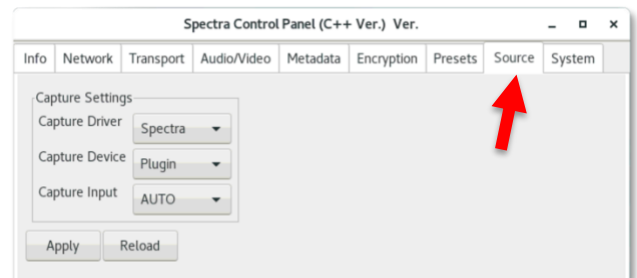 Spectra Control Panel (C++ Ver.) Ver.
Info Network Transport Audio/Video Metadata Encryption Presets Source System
Capture Settings
Capture Driver Spectra
Capture Device Plugin
Capture Input AUTO
Apply Reload